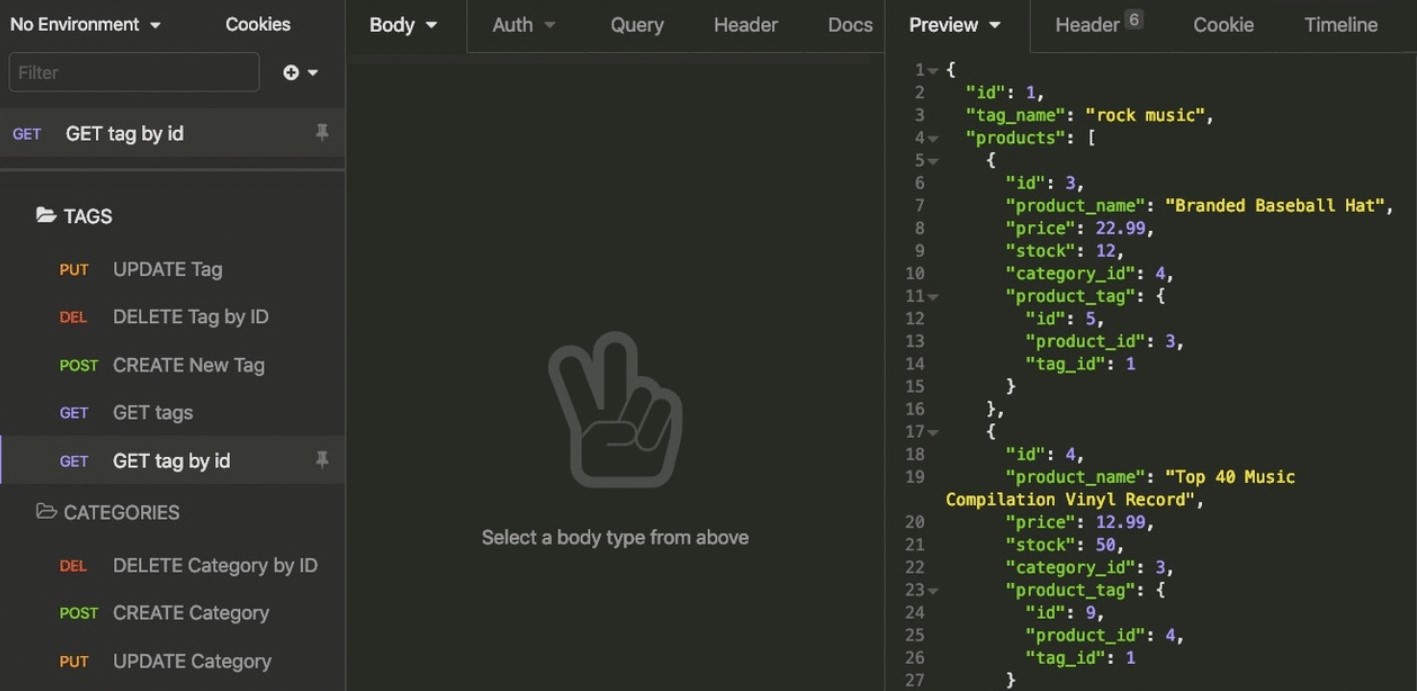 No Environment
Cookies
Filter
GET GET tag by id
TAGS
PUT UPDATE Tag
DEL DELETE Tag by ID
POST CREATE New Tag
GET GET tags
GET GET tag by id
CATEGORIES
DEL DELETE Category by ID
POST CREATE Category
PUT UPDATE Category
Body Auth Query Header Docs
Select a body type from above
Preview Header 6 Cookie Timeline
1 {
2 "id": 1,
3 "tag_name": "rock music",
4 "products": [
5 {
6 "id": 3,
7 "product_name": "Branded Baseball Hat",
8 "price": 22.99,
9 "stock": 12,
10 "category_id": 4,
11 "product_tag": {
12 "id": 5,
13 "product_id": 3,
14 "tag_id": 1
15 }
16 },
17 {
18 "id": 4,
19 "product_name": "Top 40 Music
Compilation Vinyl Record",
20 "price": 12.99,
21 "stock": 50,
22 "category_id": 3,
23 "product_tag": {
24 "id": 9,
25 "product_id": 4,
26 "tag_id": 1
27 }